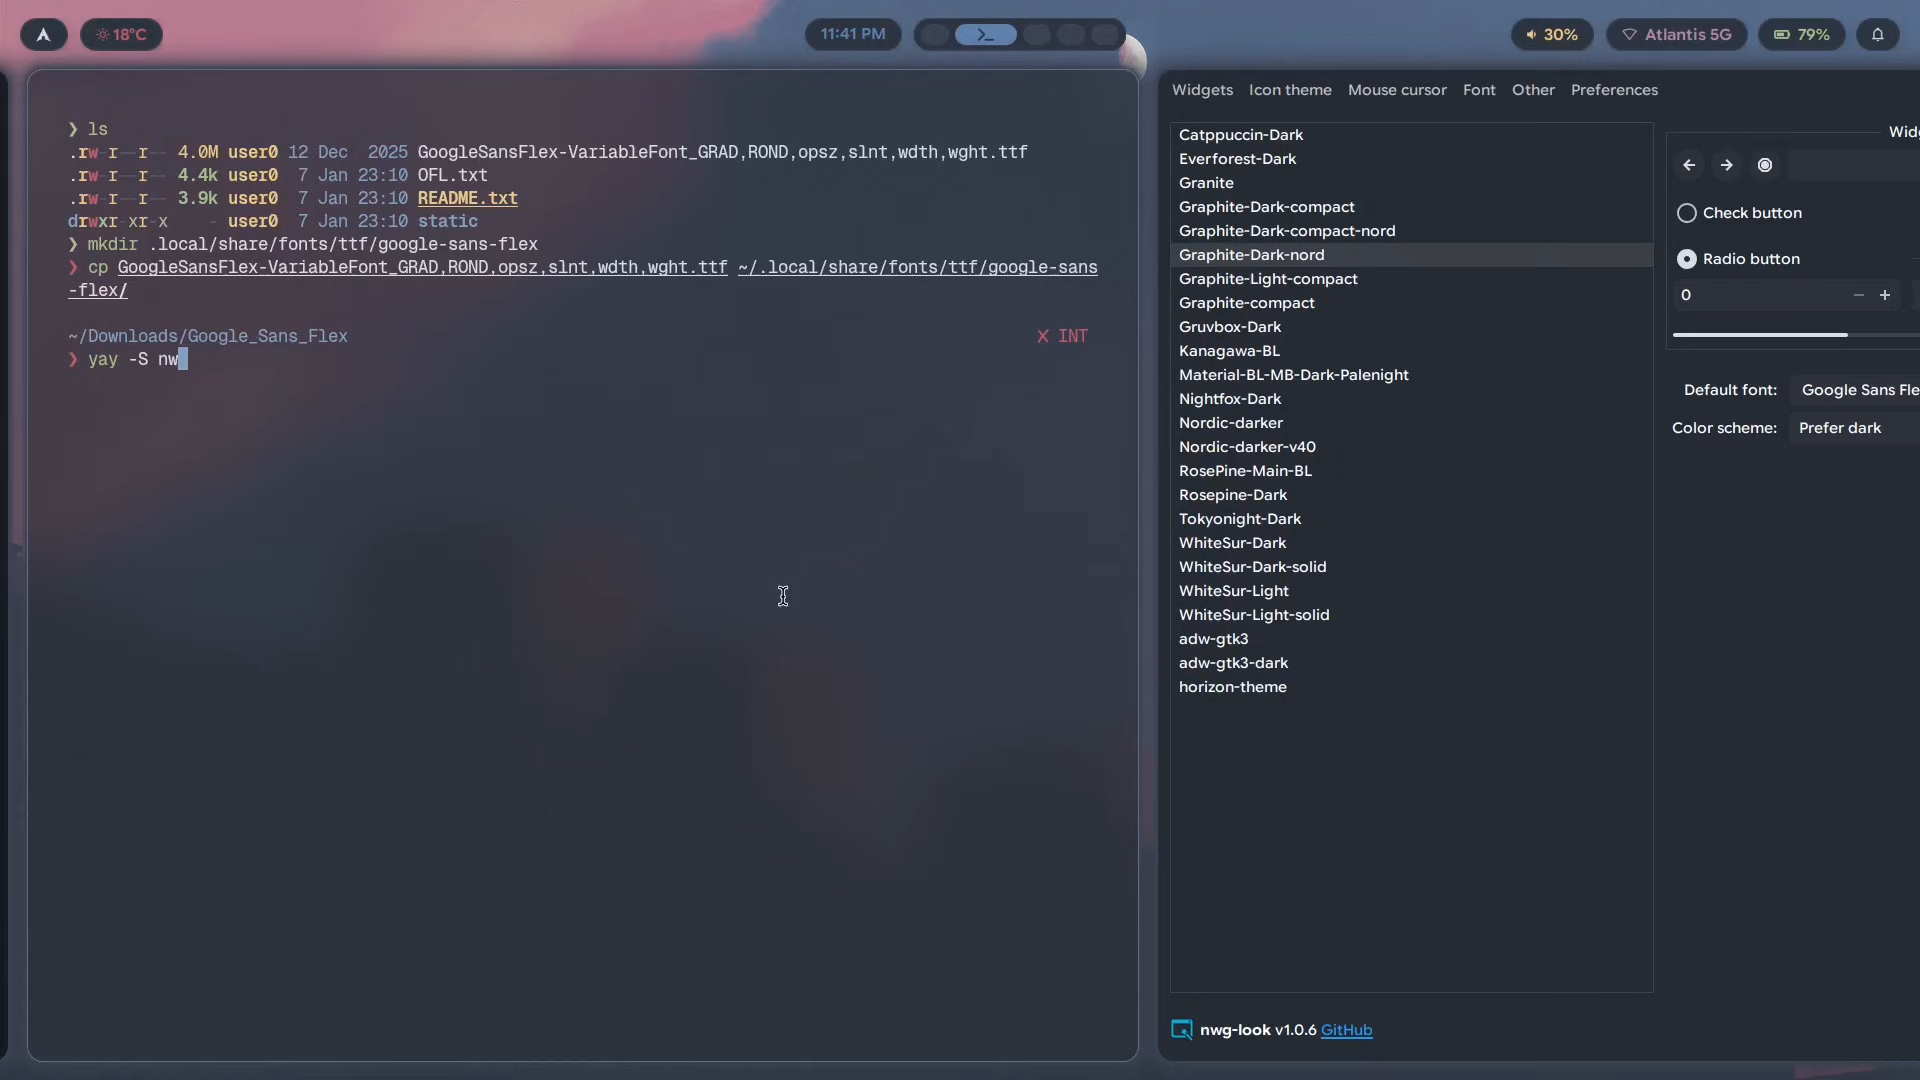 18°C
11:41 PM
30%
Atlantis 5G
79%
❯ ls
.rw-r--r-- 4.0M user0 12 Dec  2025 GoogleSansFlex-VariableFont_GRAD,ROND,opsz,slnt,wdth,wght.ttf
.rw-r--r-- 4.4k user0  7 Jan 23:10 OFL.txt
.rw-r--r-- 3.9k user0  7 Jan 23:10 README.txt
drwxr-xr-x    - user0  7 Jan 23:10 static
❯ mkdir .local/share/fonts/ttf/google-sans-flex
❯ cp GoogleSansFlex-VariableFont_GRAD,ROND,opsz,slnt,wdth,wght.ttf ~/.local/share/fonts/ttf/google-sans
-flex/
~/Downloads/Google_Sans_Flex
✗ INT
❯ yay -S nw
Widgets Icon theme Mouse cursor Font Other Preferences
Catppuccin-Dark
Everforest-Dark
Granite
Graphite-Dark-compact
Graphite-Dark-compact-nord
Graphite-Dark-nord
Graphite-Light-compact
Graphite-compact
Gruvbox-Dark
Kanagawa-BL
Material-BL-MB-Dark-Palenight
Nightfox-Dark
Nordic-darker
Nordic-darker-v40
RosePine-Main-BL
Rosepine-Dark
Tokyonight-Dark
WhiteSur-Dark
WhiteSur-Dark-solid
WhiteSur-Light
WhiteSur-Light-solid
adw-gtk3
adw-gtk3-dark
horizon-theme
Widg
Check button
Radio button
0 − +
Default font: Google Sans Fle
Color scheme: Prefer dark
nwg-look v1.0.6 GitHub